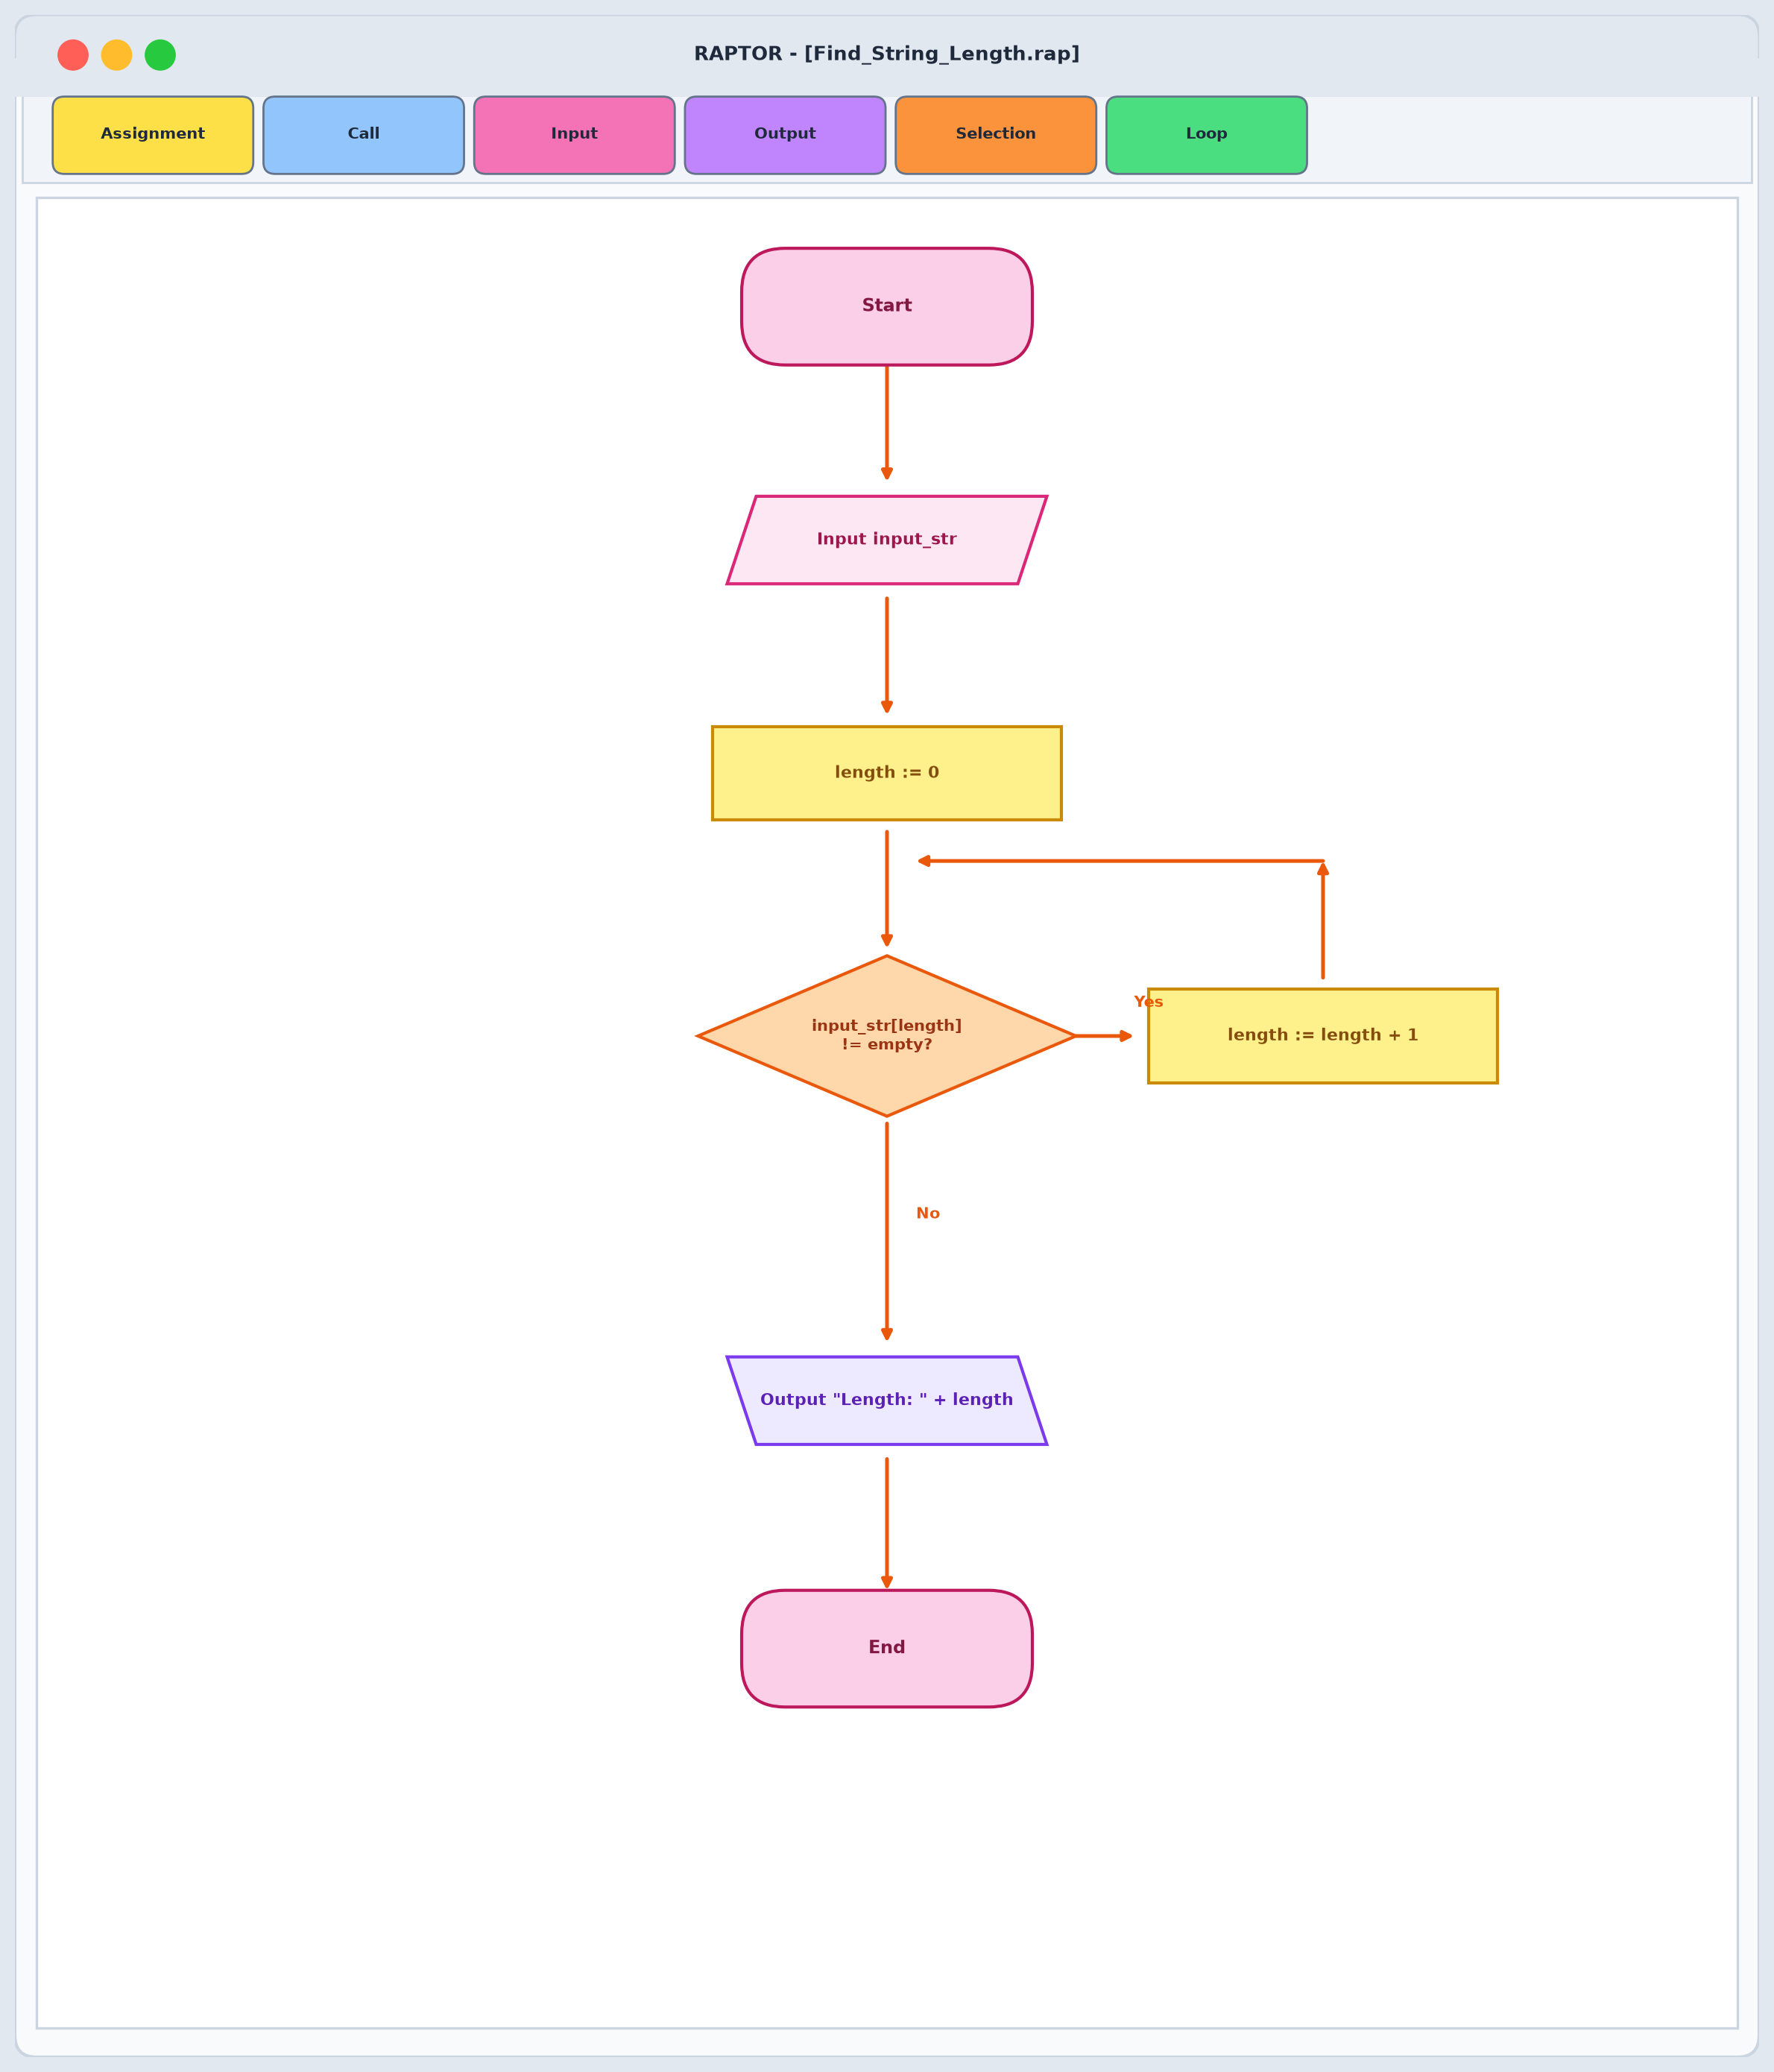 RAPTOR - [Find_String_Length.rap]
Assignment
Call
Input
Output
Selection
Loop
Start
Input input_str
length := 0
input_str[length]
!= empty?
Yes
length := length + 1
No
Output "Length: " + length
End